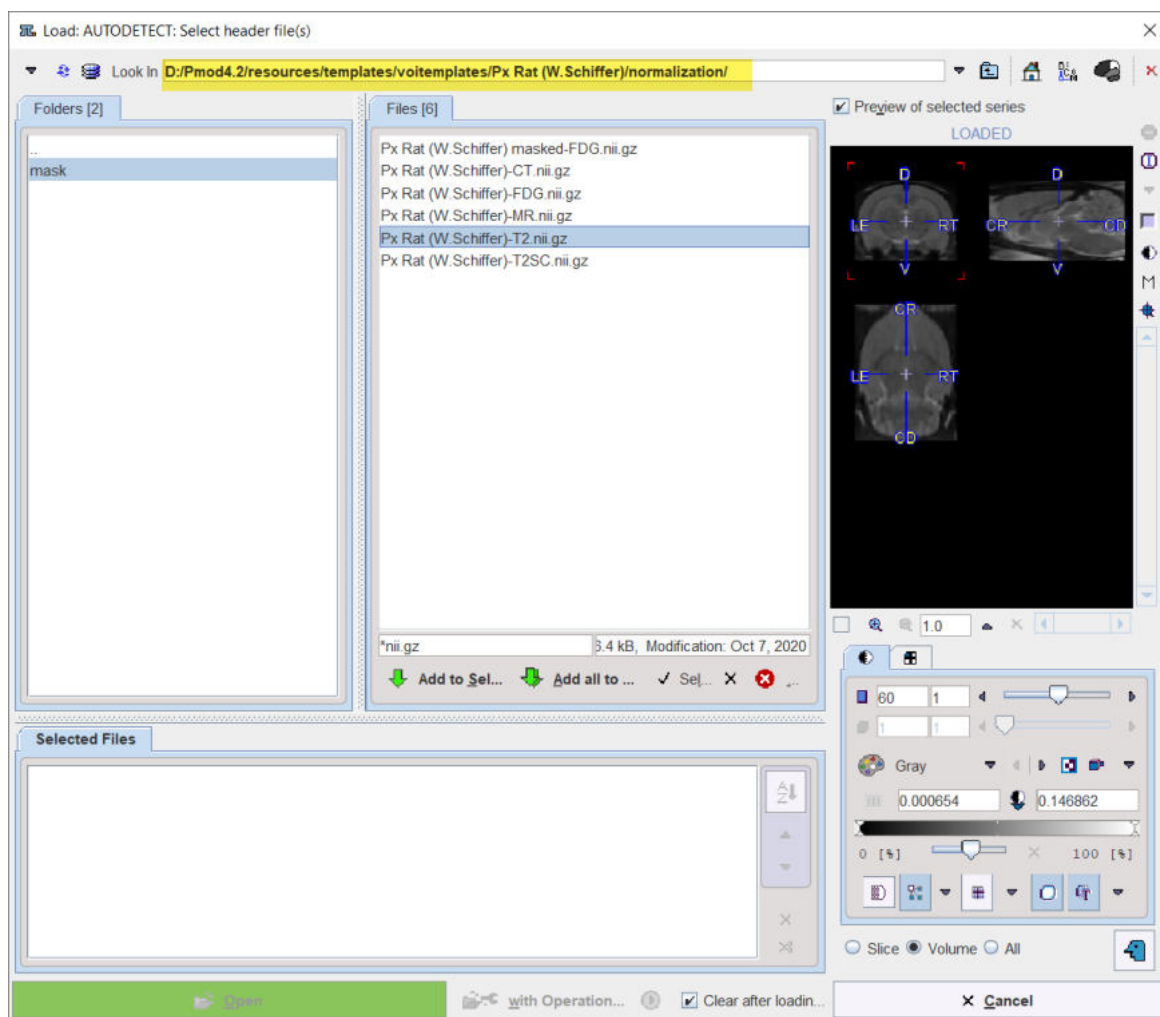 Load: AUTODETECT: Select header file(s)
Look In D:/Pmod4.2/resources/templates/voitemplates/Px Rat (W.Schiffer)/normalization/
Folders [2]
Files [6]
Preview of selected series
LOADED
..
mask
Px Rat (W.Schiffer) masked-FDG.nii.gz
Px Rat (W.Schiffer)-CT.nii.gz
Px Rat (W.Schiffer)-FDG.nii.gz
Px Rat (W.Schiffer)-MR.nii.gz
Px Rat (W.Schiffer)-T2.nii.gz
Px Rat (W.Schiffer)-T2SC.nii.gz
D
LE RT
V
D
CR CD
V
CR
LE RT
CD
M
*nii.gz
6.4 kB, Modification: Oct 7, 2020
Add to Sel... Add all to ... Sel...
1.0
60 1
1 1
Gray
0.000654 0.146862
0 [%] 100 [%]
Slice Volume All
Selected Files
Open
with Operation...
Clear after loadin...
Cancel